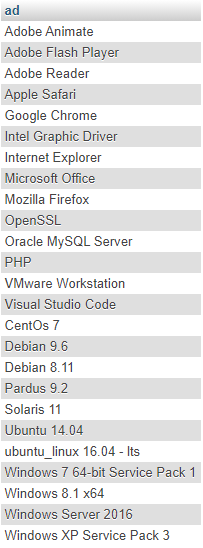 ad
Adobe Animate
Adobe Flash Player
Adobe Reader
Apple Safari
Google Chrome
Intel Graphic Driver
Internet Explorer
Microsoft Office
Mozilla Firefox
OpenSSL
Oracle MySQL Server
PHP
VMware Workstation
Visual Studio Code
CentOs 7
Debian 9.6
Debian 8.11
Pardus 9.2
Solaris 11
Ubuntu 14.04
ubuntu_linux 16.04 - lts
Windows 7 64-bit Service Pack 1
Windows 8.1 x64
Windows Server 2016
Windows XP Service Pack 3